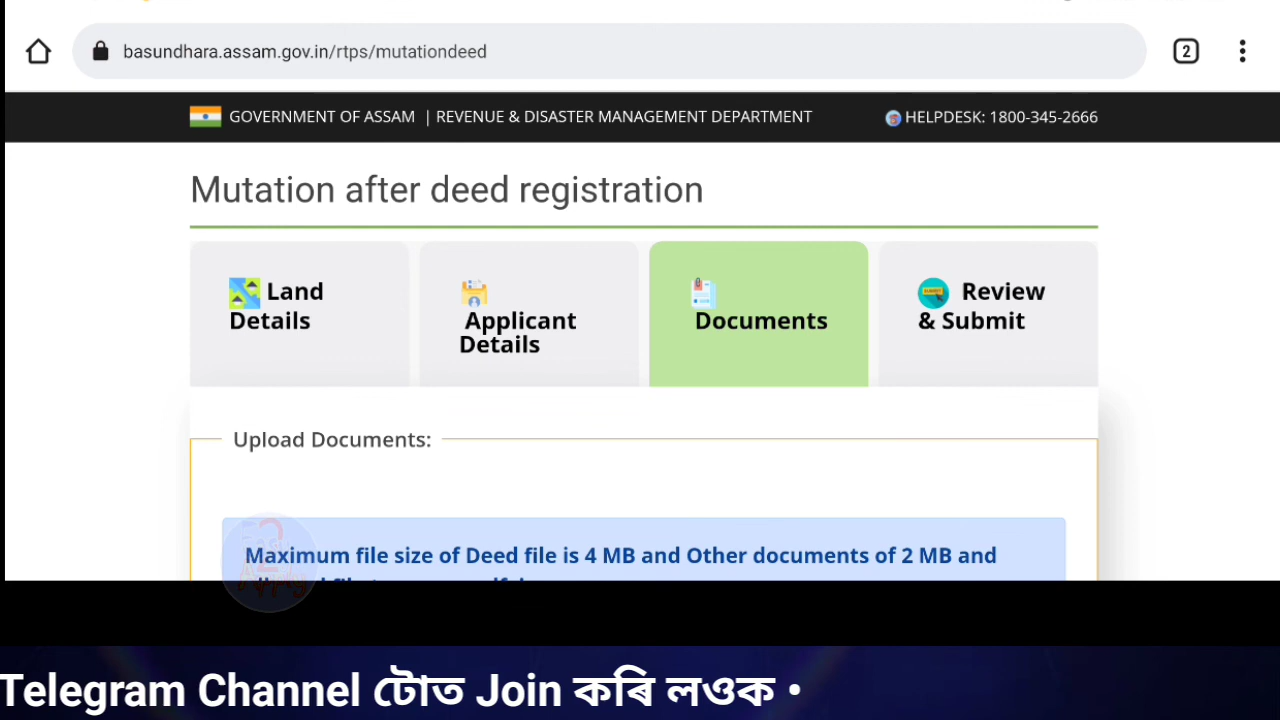 basundhara.assam.gov.in/rtps/mutationdeed
2
GOVERNMENT OF ASSAM | REVENUE & DISASTER MANAGEMENT DEPARTMENT
HELPDESK: 1800-345-2666
Mutation after deed registration
Land
Details
Applicant
Details
Documents
Review
& Submit
Upload Documents:
Maximum file size of Deed file is 4 MB and Other documents of 2 MB and
Telegram Channel টোত Join কৰি লওক •